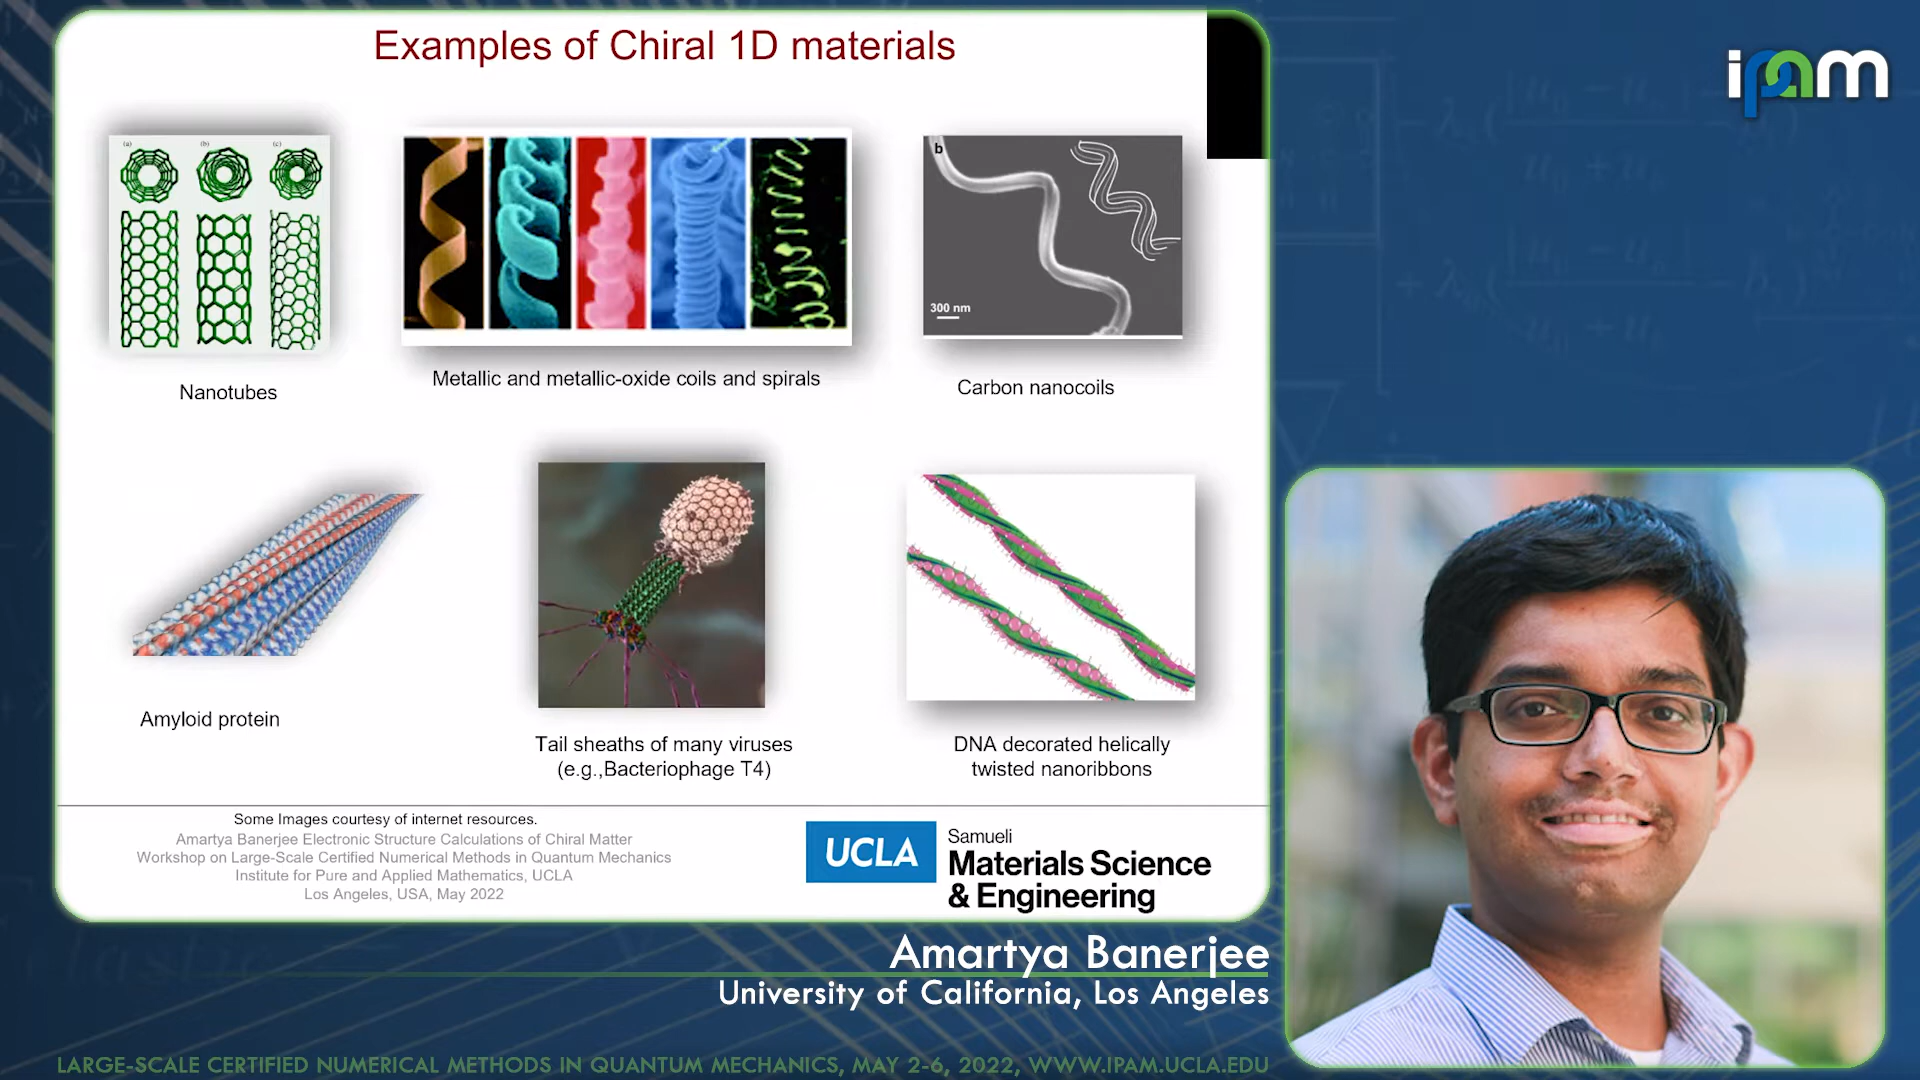 Examples of Chiral 1D materials
ipam
(a) (b) (c)
b
300 nm
Nanotubes
Metallic and metallic-oxide coils and spirals
Carbon nanocoils
Amyloid protein
Tail sheaths of many viruses
(e.g.,Bacteriophage T4)
DNA decorated helically
twisted nanoribbons
Some Images courtesy of internet resources.
Amartya Banerjee Electronic Structure Calculations of Chiral Matter
Workshop on Large-Scale Certified Numerical Methods in Quantum Mechanics
Institute for Pure and Applied Mathematics, UCLA
Los Angeles, USA, May 2022
UCLA
Samueli
Materials Science
& Engineering
Amartya Banerjee
University of California, Los Angeles
LARGE-SCALE CERTIFIED NUMERICAL METHODS IN QUANTUM MECHANICS, MAY 2-6, 2022, WWW.IPAM.UCLA.EDU